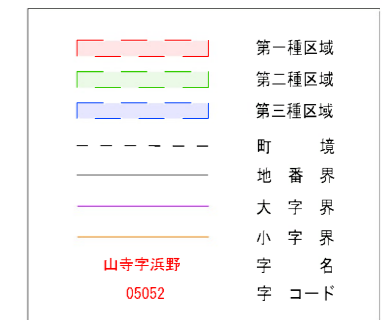 第一種区域
第二種区域
第三種区域
町 境
地 番 界
大 字 界
小 字 界
山寺字浜野 字 名
05052 字 コード